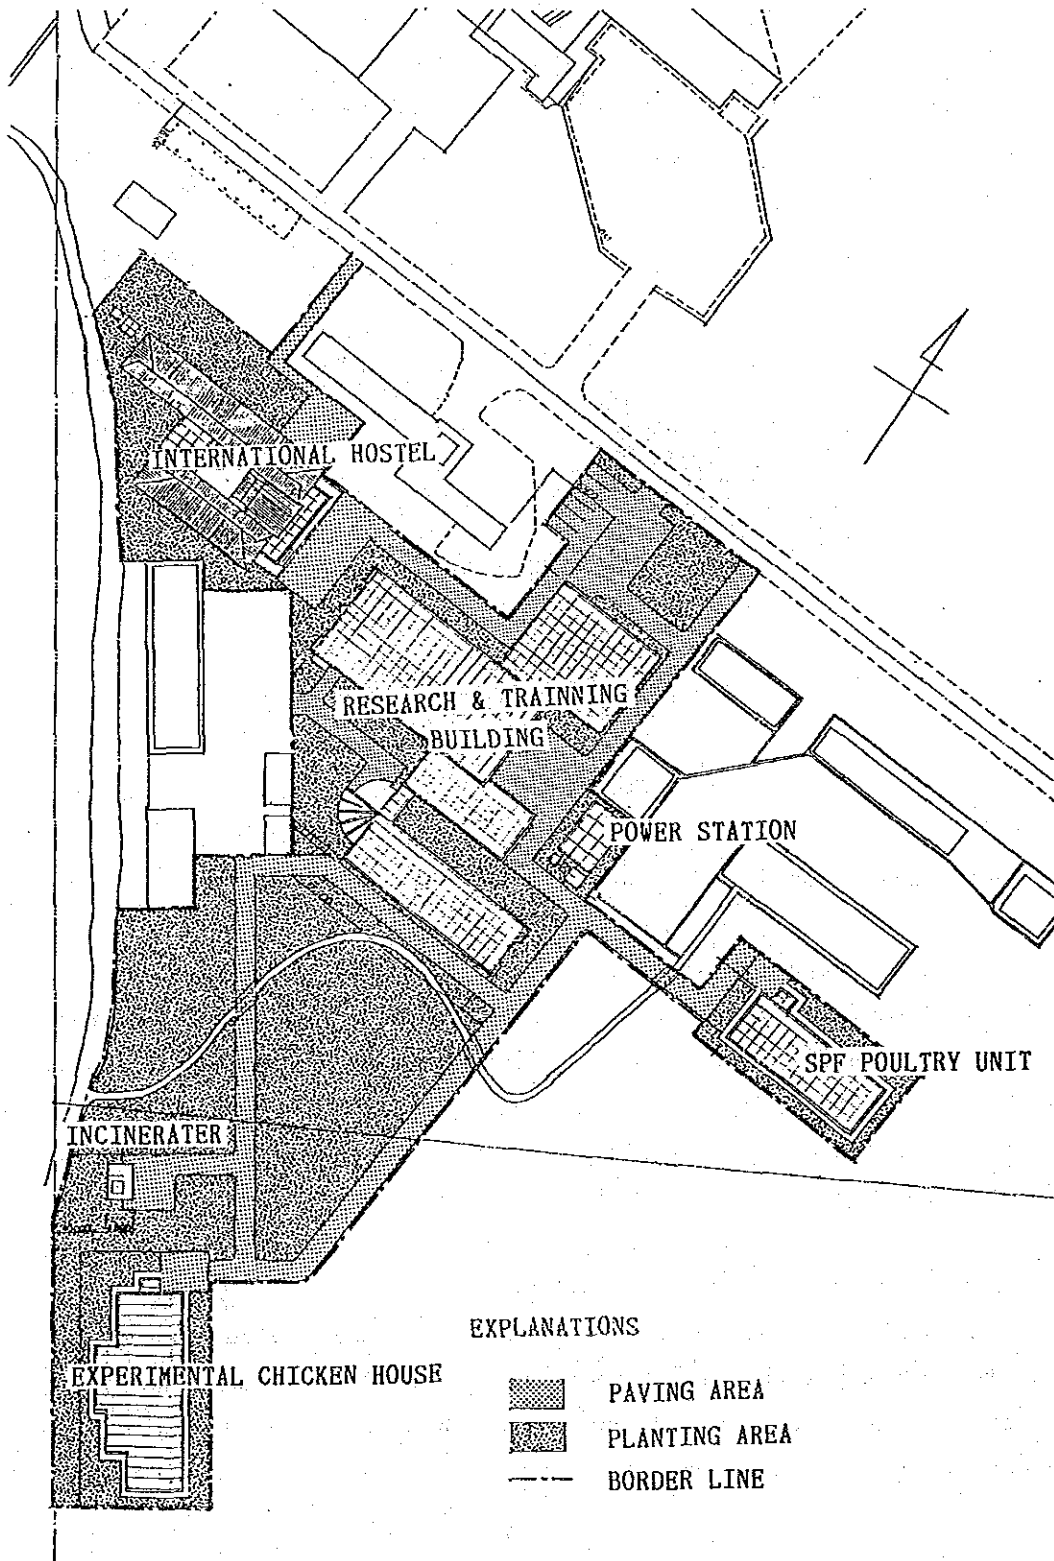 INTERNATIONAL HOSTEL
RESEARCH & TRAINNING
BUILDING
POWER STATION
SPF POULTRY UNIT
INCINERATER
EXPERIMENTAL CHICKEN HOUSE
EXPLANATIONS
PAVING AREA
PLANTING AREA
BORDER LINE